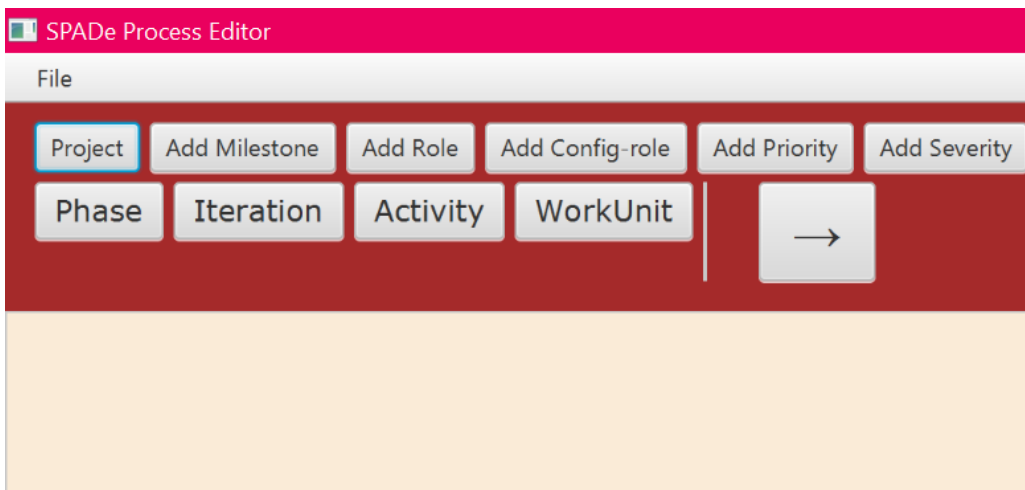 SPADe Process Editor
File
Project Add Milestone Add Role Add Config-role Add Priority Add Severity
Phase Iteration Activity WorkUnit →